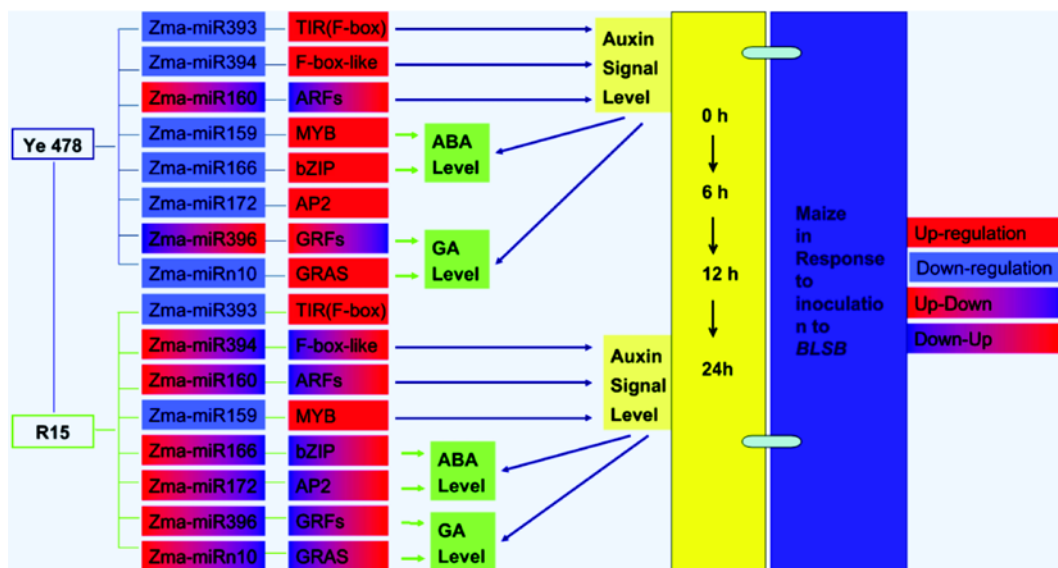 Ye 478
Zma-miR393 TIR(F-box)
Zma-miR394 F-box-like
Zma-miR160 ARFs
Zma-miR159 MYB
Zma-miR166 bZIP
Zma-miR172 AP2
Zma-miR396 GRFs
Zma-miRn10 GRAS
Auxin
Signal
Level
ABA
Level
GA
Level
R15
Zma-miR393 TIR(F-box)
Zma-miR394 F-box-like
Zma-miR160 ARFs
Zma-miR159 MYB
Zma-miR166 bZIP
Zma-miR172 AP2
Zma-miR396 GRFs
Zma-miRn10 GRAS
Auxin
Signal
Level
ABA
Level
GA
Level
0 h
6 h
12 h
24h
Maize
in
Response
to
inoculatio
n to
BLSB
Up-regulation
Down-regulation
Up-Down
Down-Up